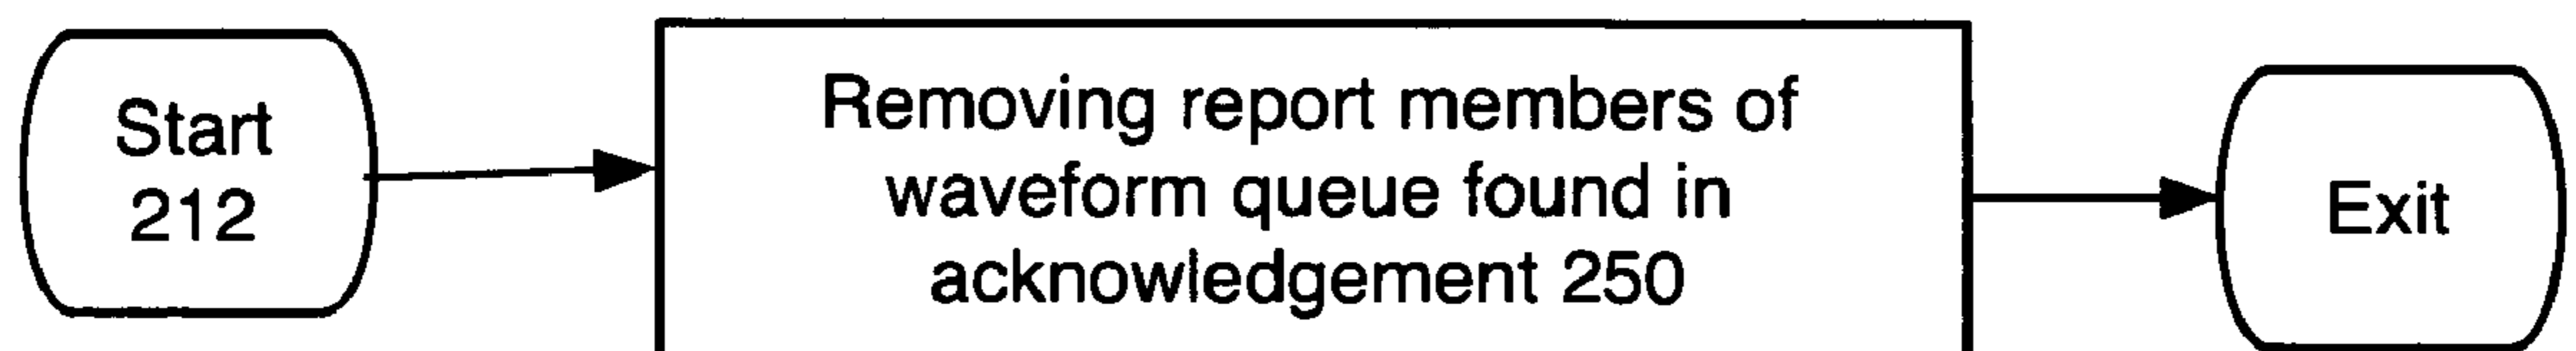 Start
212
Removing report members of
waveform queue found in
acknowledgement 250
Exit